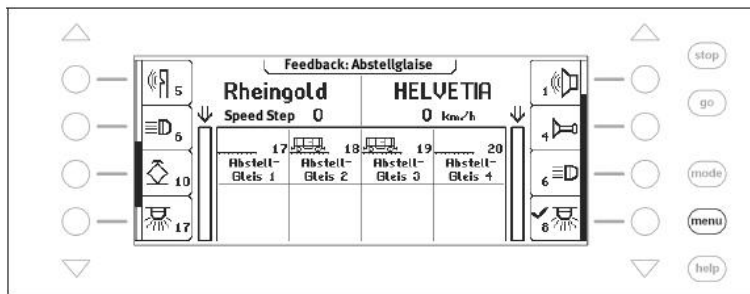 Feedback: Abstellglaise
Rheingold HELVETIA
Speed Step 0 0 km/h
5
6
10
17
17 18 19 20
Abstell- Abstell- Abstell- Abstell-
Gleis 1 Gleis 2 Gleis 3 Gleis 4
1
4
6
8
stop
go
mode
menu
help